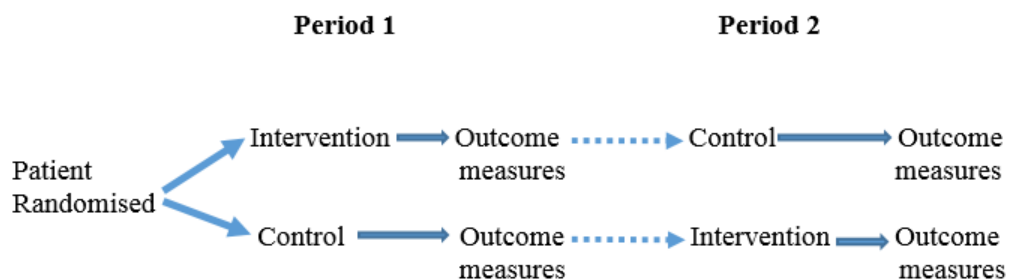 Period 1 Period 2
Intervention Outcome measures Control Outcome measures
Patient Randomised
Control Outcome measures Intervention Outcome measures